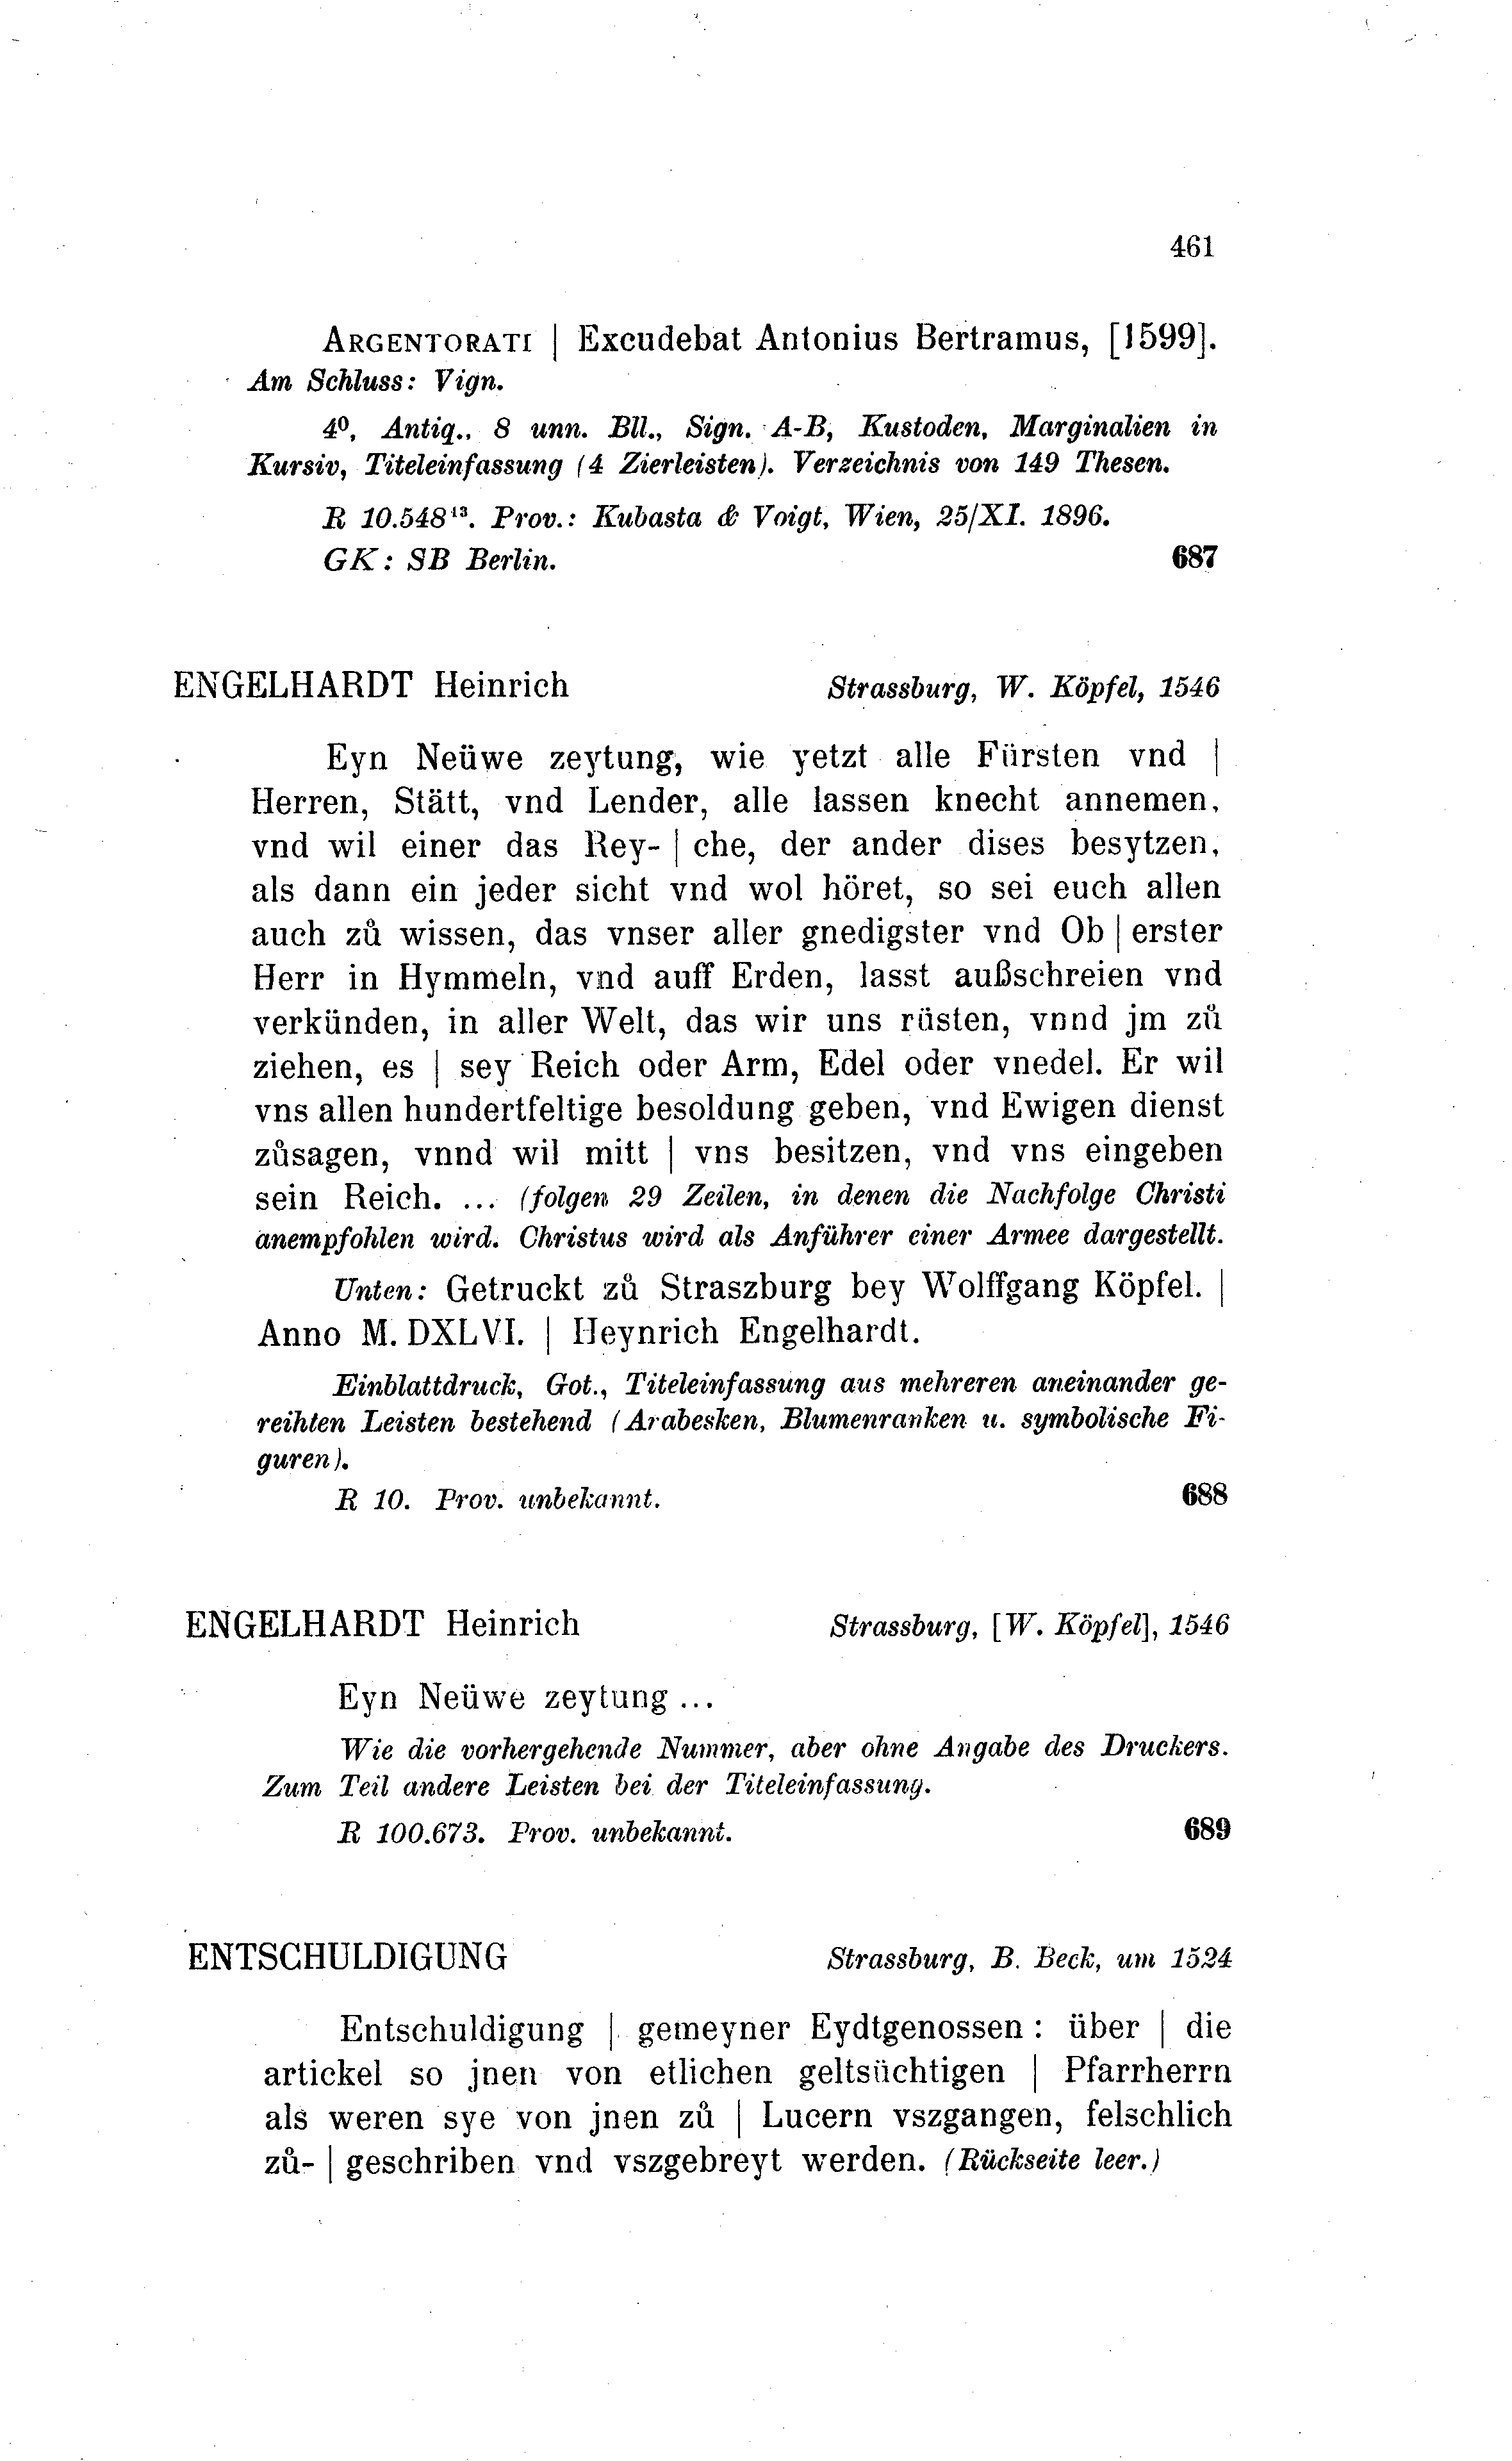 461
ARGENTORATI | Excudebat Antonius Bertramus, [1599].
Am Schluss: Vign.
4⁰, Antiq., 8 unn. Bll., Sign. A-B, Kustoden, Marginalien in
Kursiv, Titeleinfassung (4 Zierleisten). Verzeichnis von 149 Thesen.
R 10.548¹³. Prov.: Kubasta & Voigt, Wien, 25/XI. 1896.
GK: SB Berlin. 687
ENGELHARDT Heinrich Strassburg, W. Köpfel, 1546
Eyn Neüwe zeytung, wie yetzt alle Fürsten vnd |
Herren, Stätt, vnd Lender, alle lassen knecht annemen,
vnd wil einer das Rey- | che, der ander dises besytzen,
als dann ein jeder sicht vnd wol höret, so sei euch allen
auch zů wissen, das vnser aller gnedigster vnd Ob | erster
Herr in Hymmeln, vnd auff Erden, lasst außschreien vnd
verkünden, in aller Welt, das wir uns rüsten, vnnd jm zů
ziehen, es | sey Reich oder Arm, Edel oder vnedel. Er wil
vns allen hundertfeltige besoldung geben, vnd Ewigen dienst
zůsagen, vnnd wil mitt | vns besitzen, vnd vns eingeben
sein Reich. ... (folgen 29 Zeilen, in denen die Nachfolge Christi
anempfohlen wird. Christus wird als Anführer einer Armee dargestellt.
Unten: Getruckt zů Straszburg bey Wolffgang Köpfel. |
Anno M. DXLVI. | Heynrich Engelhardt.
Einblattdruck, Got., Titeleinfassung aus mehreren aneinander ge-
reihten Leisten bestehend (Arabesken, Blumenranken u. symbolische Fi-
guren).
R 10. Prov. unbekannt. 688
ENGELHARDT Heinrich Strassburg, [W. Köpfel], 1546
Eyn Neüwe zeytung ...
Wie die vorhergehende Nummer, aber ohne Angabe des Druckers.
Zum Teil andere Leisten bei der Titeleinfassung.
R 100.673. Prov. unbekannt. 689
ENTSCHULDIGUNG Strassburg, B. Beck, um 1524
Entschuldigung | gemeyner Eydtgenossen: über | die
artickel so jnen von etlichen geltsüchtigen | Pfarrherrn
als weren sye von jnen zů | Lucern vszgangen, felschlich
zů- | geschriben vnd vszgebreyt werden. (Rückseite leer.)